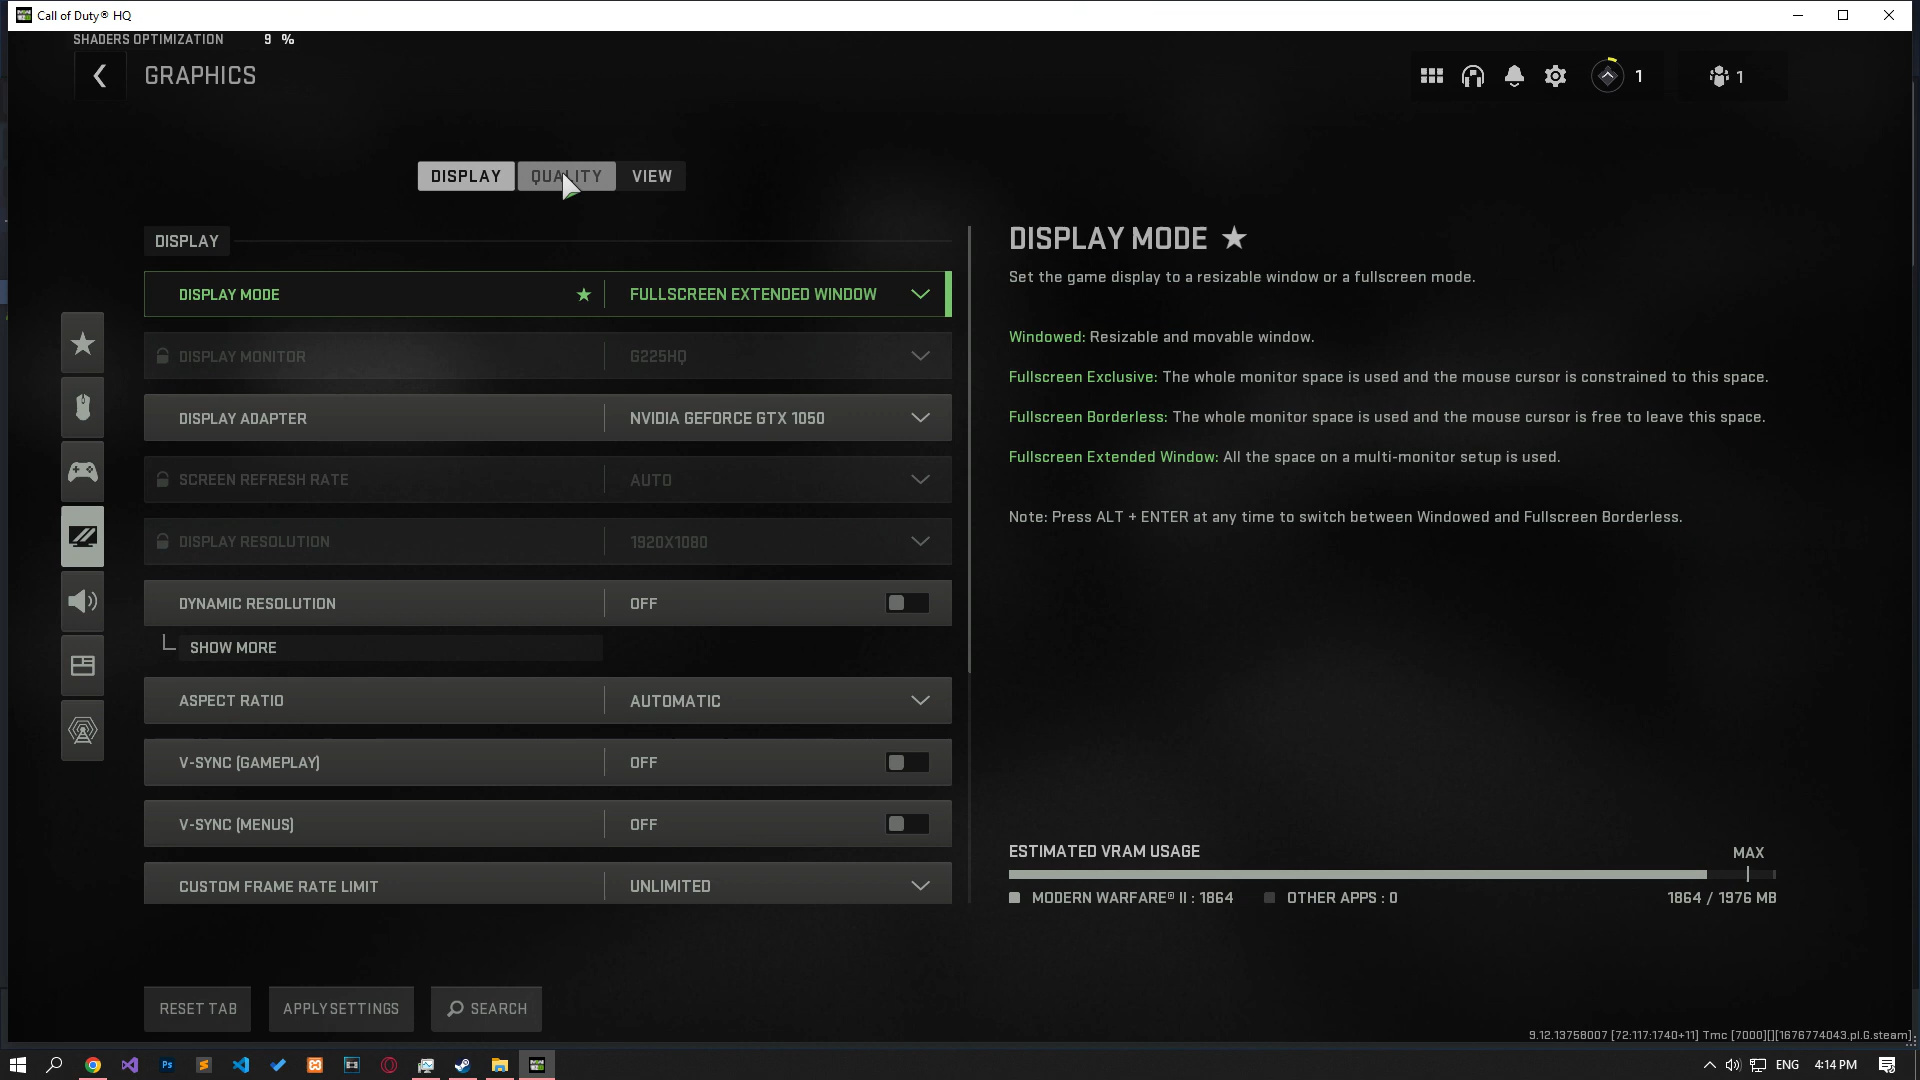 Call of Duty® HQ
SHADERS OPTIMIZATION 9 %
GRAPHICS
1
1
DISPLAY QUALITY VIEW
DISPLAY
DISPLAY MODE FULLSCREEN EXTENDED WINDOW
DISPLAY MONITOR G225HQ
DISPLAY ADAPTER NVIDIA GEFORCE GTX 1050
SCREEN REFRESH RATE AUTO
DISPLAY RESOLUTION 1920X1080
DYNAMIC RESOLUTION OFF
SHOW MORE
ASPECT RATIO AUTOMATIC
V-SYNC (GAMEPLAY) OFF
V-SYNC (MENUS) OFF
CUSTOM FRAME RATE LIMIT UNLIMITED
DISPLAY MODE
Set the game display to a resizable window or a fullscreen mode.
Windowed: Resizable and movable window.
Fullscreen Exclusive: The whole monitor space is used and the mouse cursor is constrained to this space.
Fullscreen Borderless: The whole monitor space is used and the mouse cursor is free to leave this space.
Fullscreen Extended Window: All the space on a multi-monitor setup is used.
Note: Press ALT + ENTER at any time to switch between Windowed and Fullscreen Borderless.
ESTIMATED VRAM USAGE
MAX
MODERN WARFARE® II : 1864 OTHER APPS : 0 1864 / 1976 MB
RESET TAB APPLY SETTINGS SEARCH
9.12.13758007 [72:117:1740+11] Tmc [7000][][1676774043.pl.G.steam]
Ps
ENG 4:14 PM